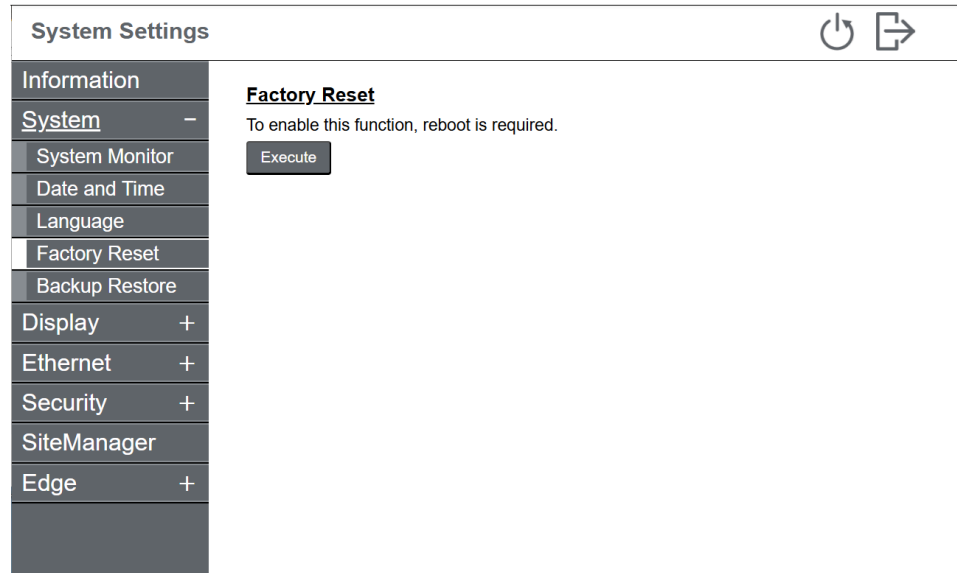 System Settings
Information
System −
System Monitor
Date and Time
Language
Factory Reset
Backup Restore
Display +
Ethernet +
Security +
SiteManager
Edge +
Factory Reset
To enable this function, reboot is required.
Execute